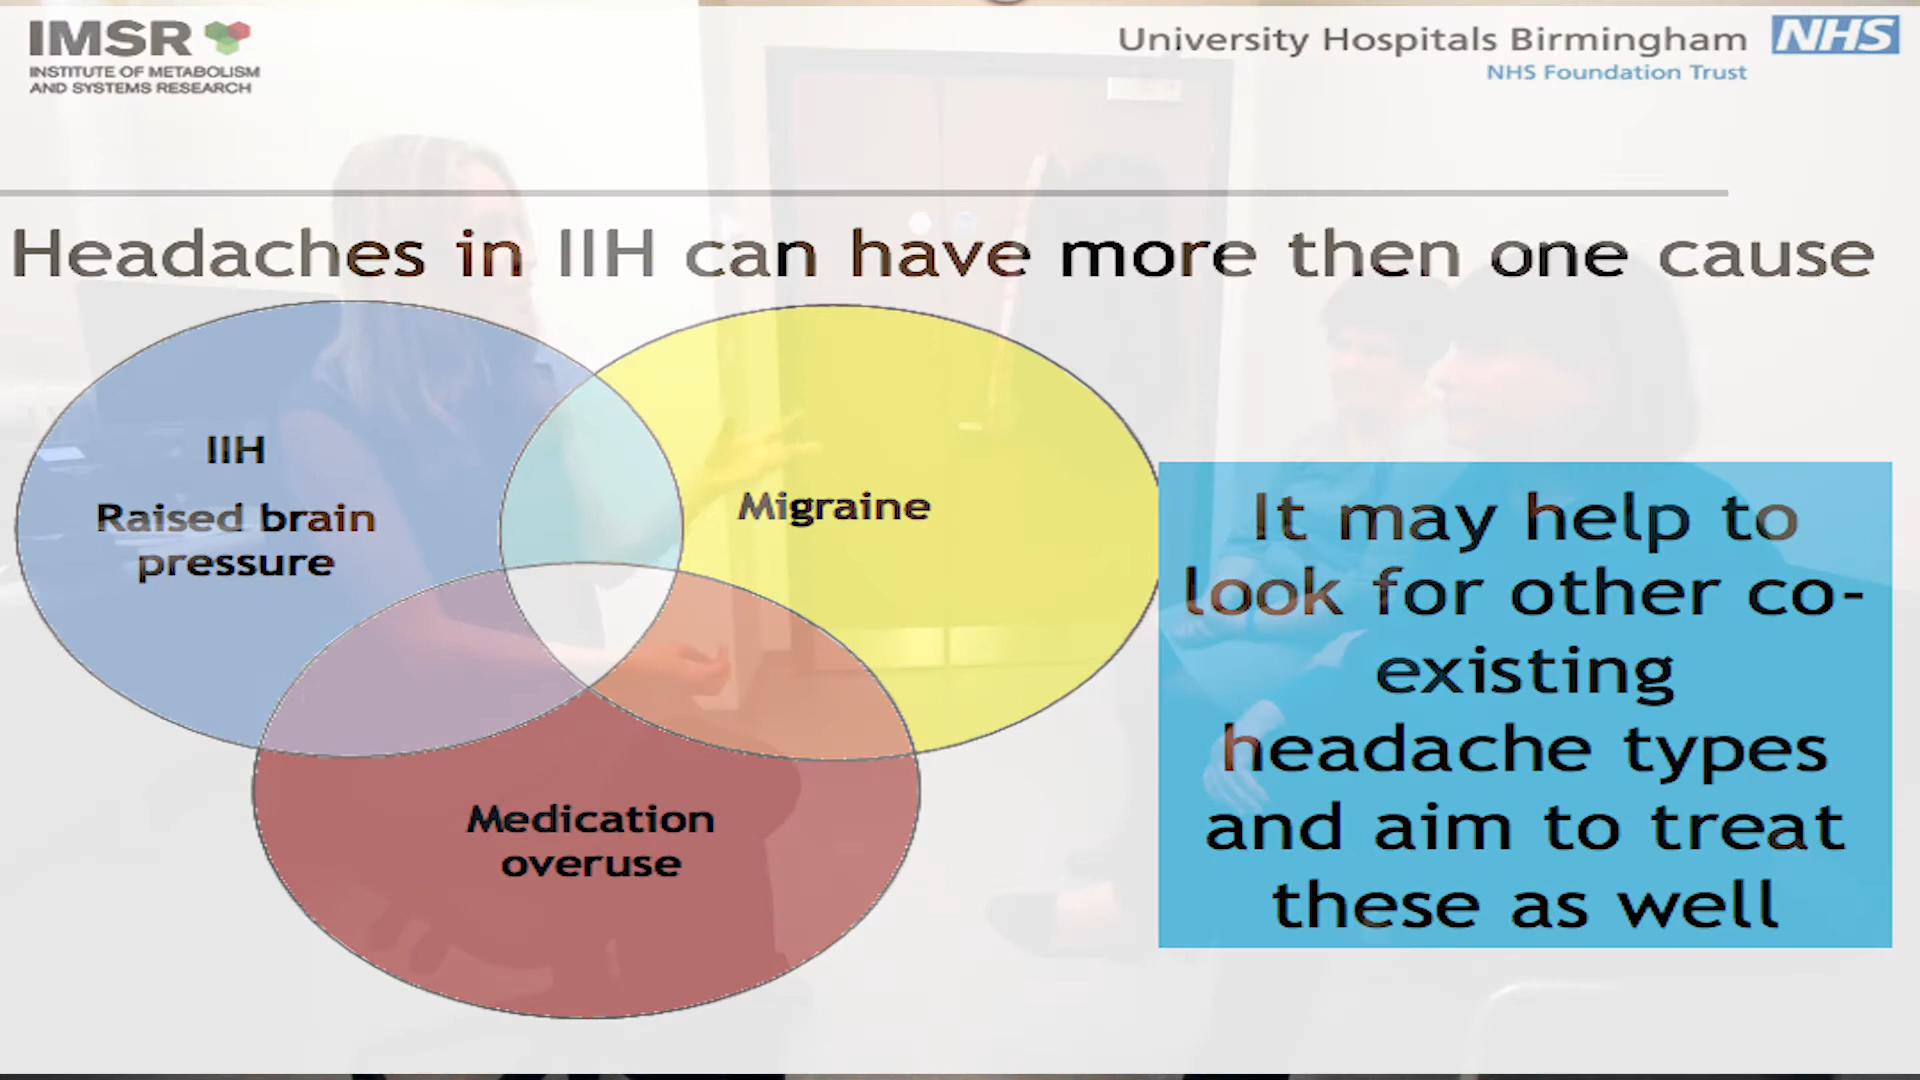 IMSR
INSTITUTE OF METABOLISM
AND SYSTEMS RESEARCH
University Hospitals Birmingham
NHS
NHS Foundation Trust
Headaches in IIH can have more then one cause
IIH
Raised brain
pressure
Migraine
Medication
overuse
It may help to
look for other co-
existing
headache types
and aim to treat
these as well